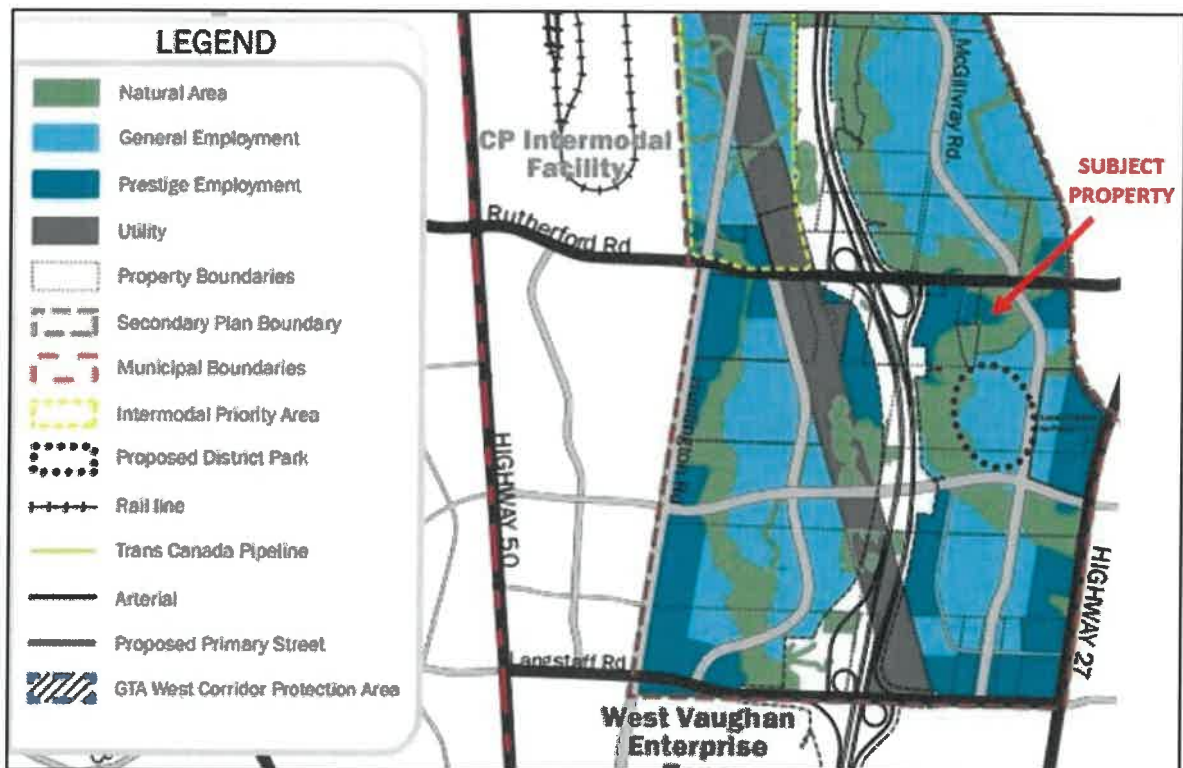 LEGEND
Natural Area
General Employment
Prestige Employment
Utility
Property Boundaries
Secondary Plan Boundary
Municipal Boundaries
Intermodal Priority Area
Proposed District Park
Rail line
Trans Canada Pipeline
Arterial
Proposed Primary Street
GTA West Corridor Protection Area
CP Intermodal
Facility
McGillivray Rd.
SUBJECT
PROPERTY
Rutherford Rd
HIGHWAY 50
HIGHWAY 27
Langstaff Rd
West Vaughan
Enterprise